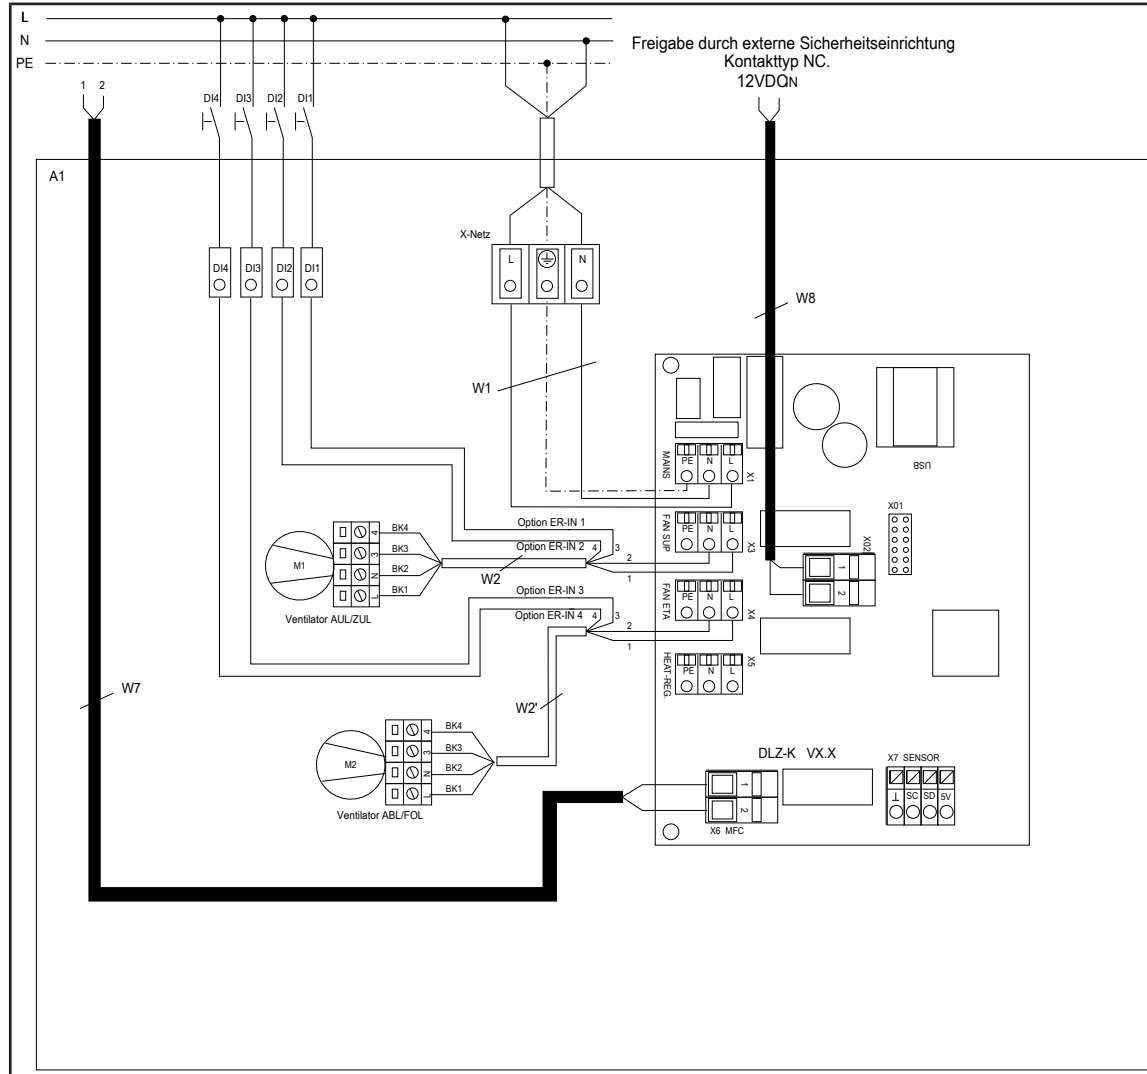 L
N
PE
Freigabe durch externe Sicherheitseinrichtung
Kontakttyp NC.
12VDC IN
1 2
DI4 DI3 DI2 DI1
A1
X-Netz
L N
DI4 DI3 DI2 DI1
W8
W1
USB
MAINS PE N L X1
X01
FAN SUP PE N L X3
X02
1
2
Option ER-IN 1
Option ER-IN 2
4 3
2
1
W2
M1
BK4
BK3
BK2
BK1
4
3
N
L
Ventilator AUL/ZUL
FAN ETA PE N L X4
Option ER-IN 3
Option ER-IN 4
4 3
2
1
HEAT-REG. PE N L X5
W7
W2'
M2
BK4
BK3
BK2
BK1
4
3
N
L
Ventilator ABL/FOL
DLZ-K VX.X
X7 SENSOR
⊥ SC SD 5V
1
2
X6 MFC